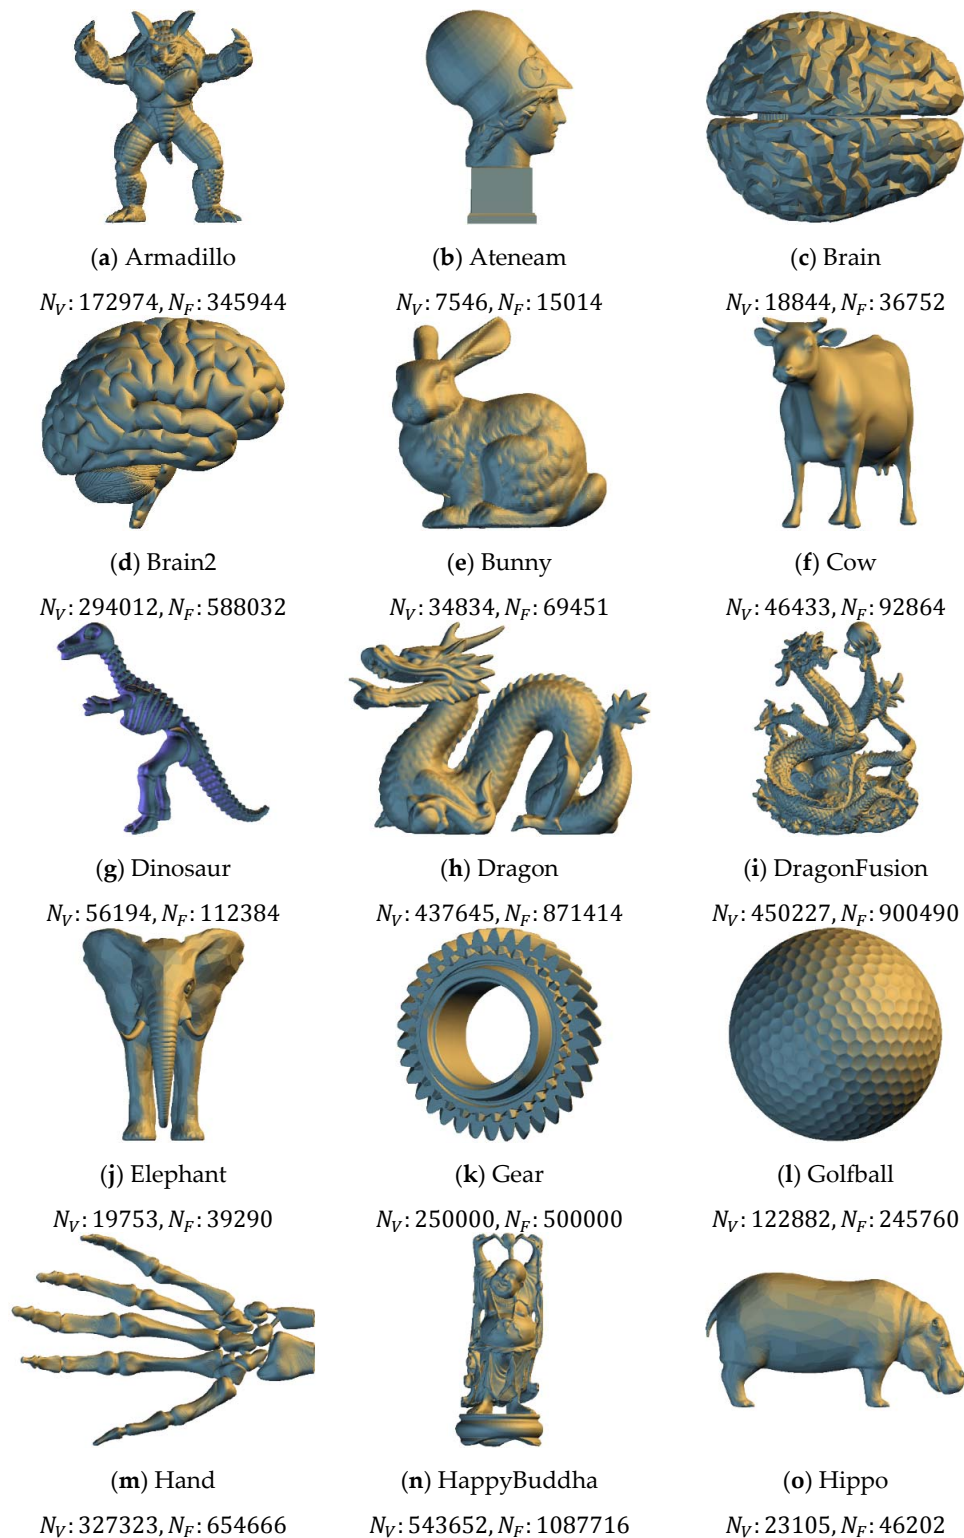 (a) Armadillo (b) Ateneam (c) Brain
N_V: 172974, N_F: 345944 N_V: 7546, N_F: 15014 N_V: 18844, N_F: 36752
(d) Brain2 (e) Bunny (f) Cow
N_V: 294012, N_F: 588032 N_V: 34834, N_F: 69451 N_V: 46433, N_F: 92864
(g) Dinosaur (h) Dragon (i) DragonFusion
N_V: 56194, N_F: 112384 N_V: 437645, N_F: 871414 N_V: 450227, N_F: 900490
(j) Elephant (k) Gear (l) Golfball
N_V: 19753, N_F: 39290 N_V: 250000, N_F: 500000 N_V: 122882, N_F: 245760
(m) Hand (n) HappyBuddha (o) Hippo
N_V: 327323, N_F: 654666 N_V: 543652, N_F: 1087716 N_V: 23105, N_F: 46202